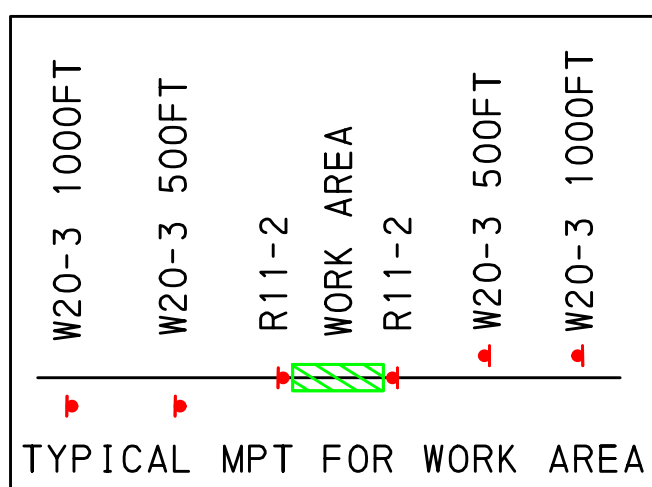 W20-3 1000FT
W20-3 500FT
R11-2
WORK AREA
R11-2
W20-3 500FT
W20-3 1000FT
TYPICAL MPT FOR WORK AREA